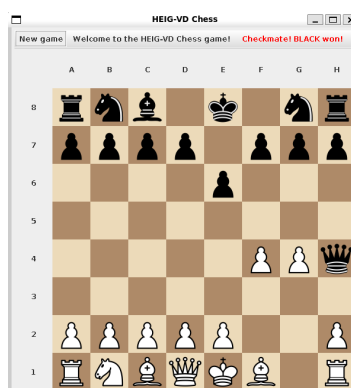 HEIG-VD Chess
New game Welcome to the HEIG-VD Chess game! Checkmate! BLACK won!
A B C D E F G H
8
7
6
5
4
3
2
1